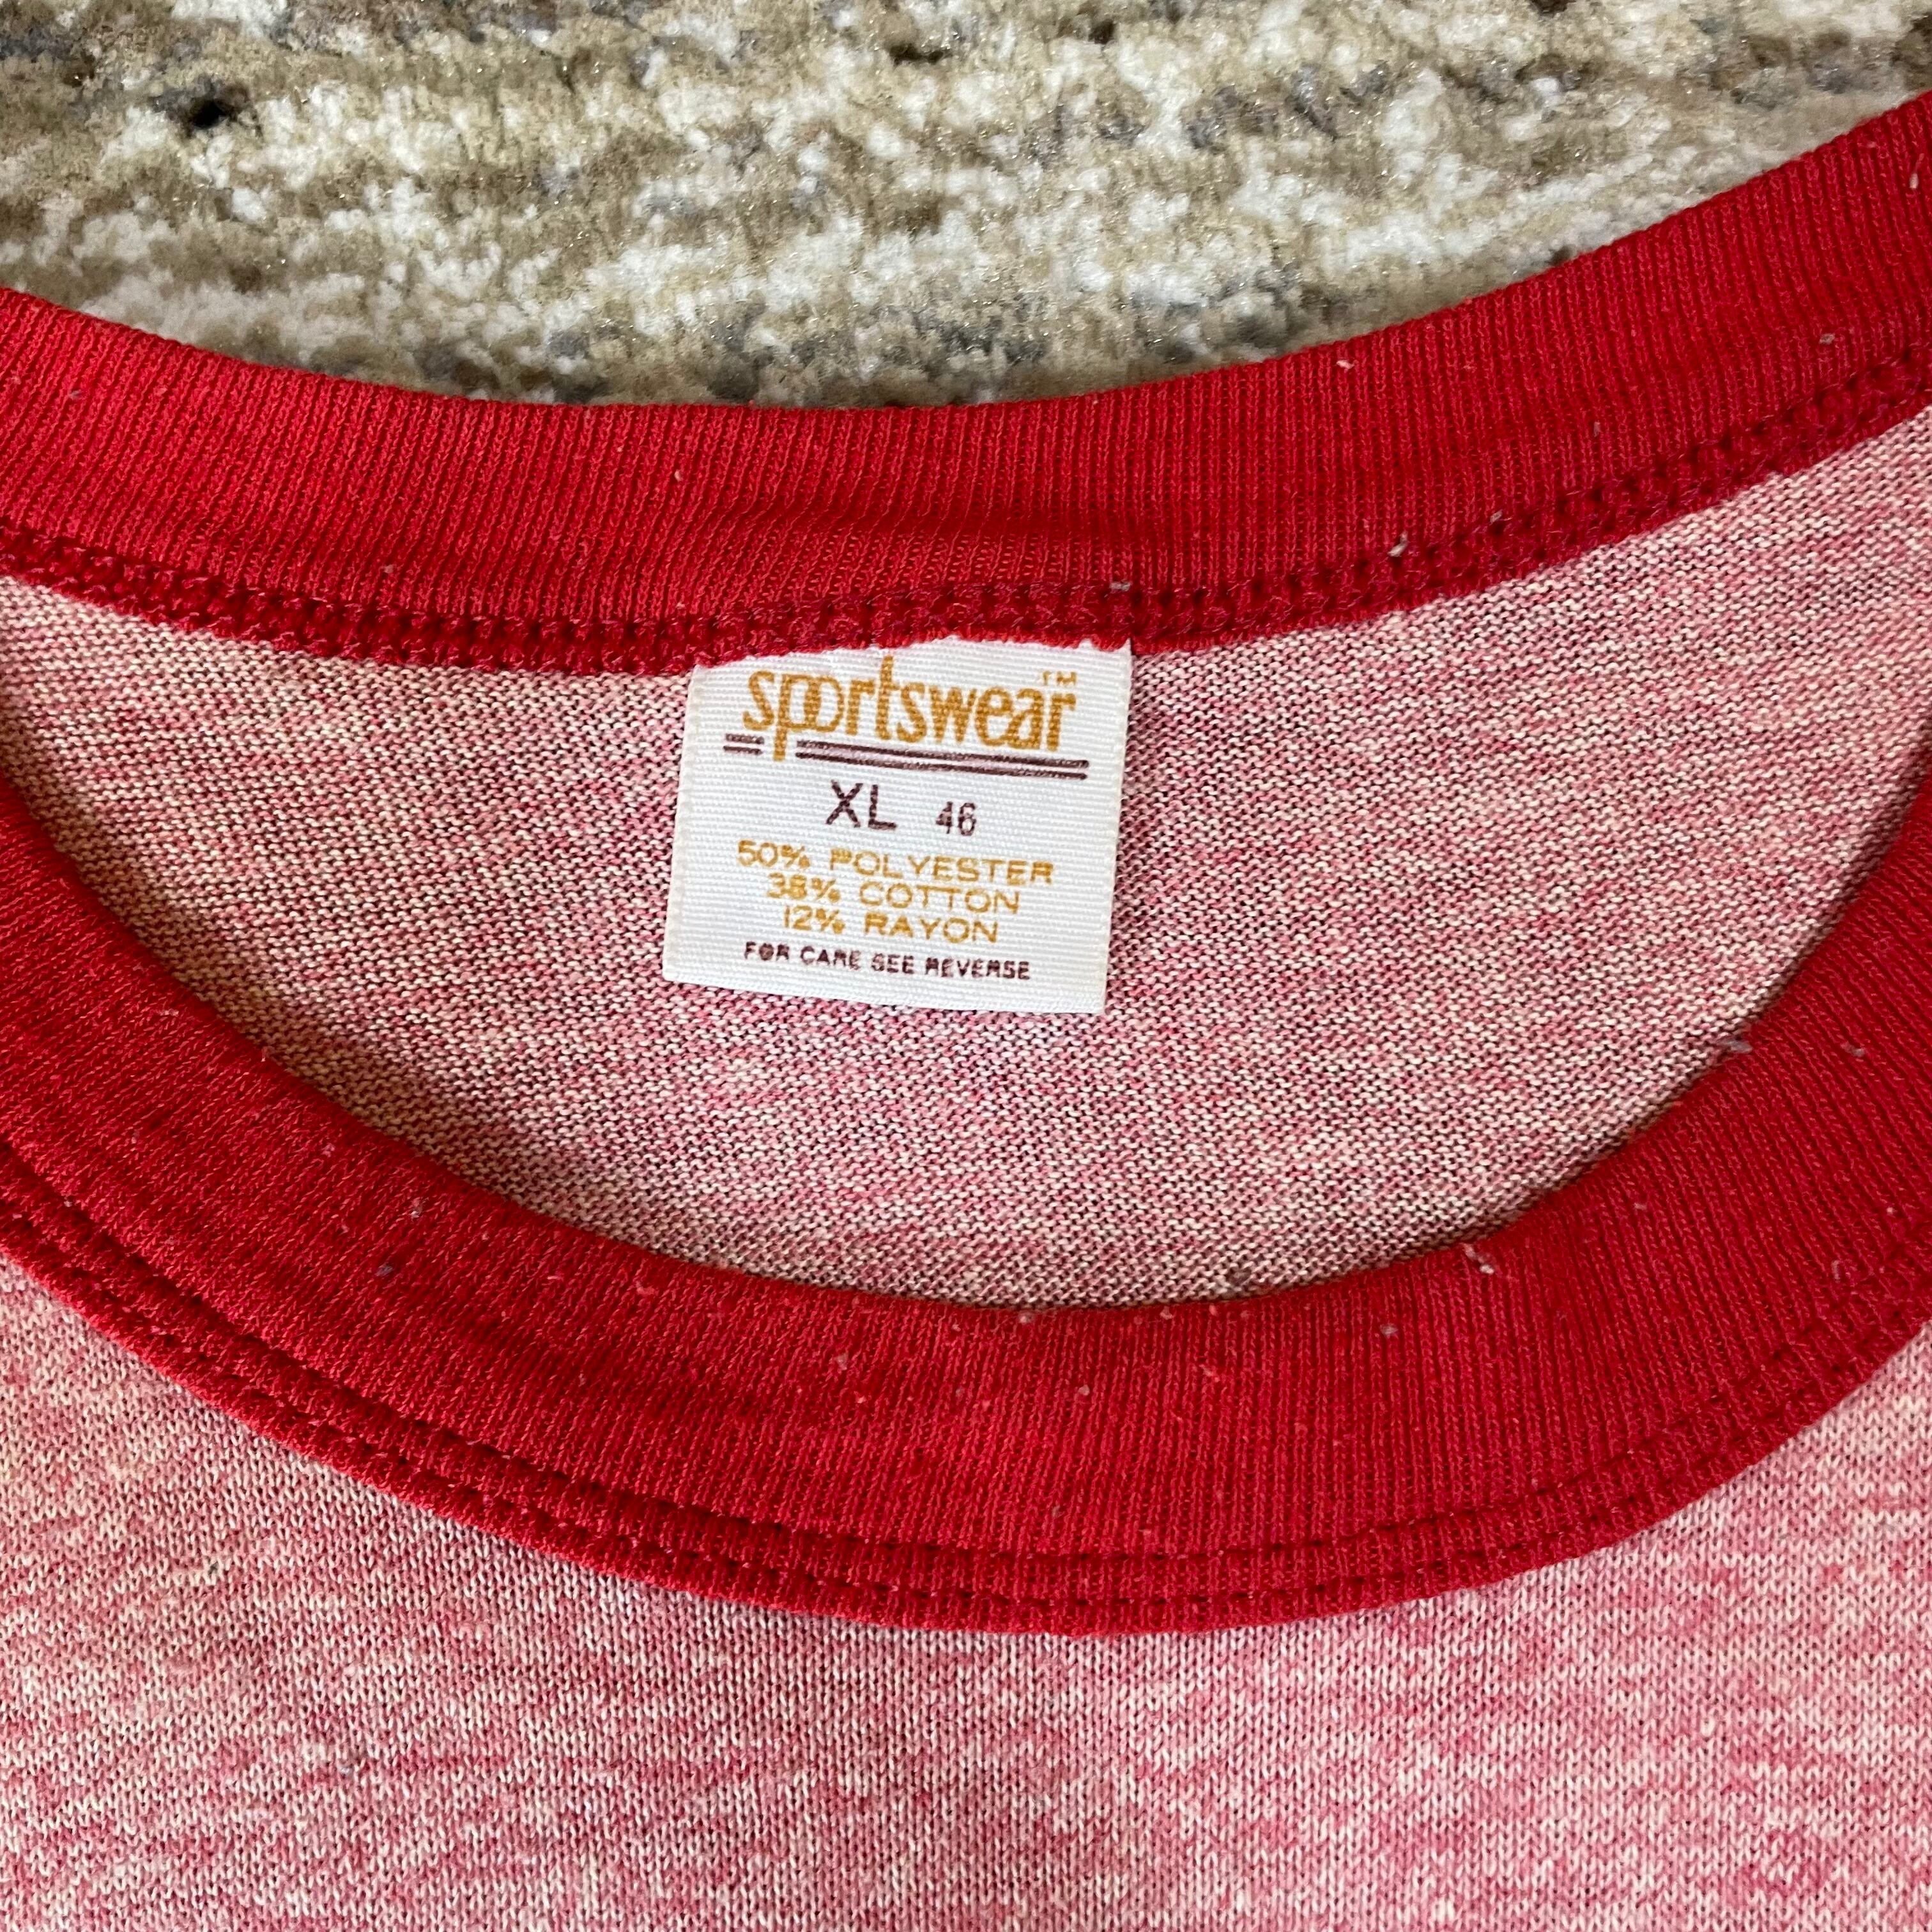 sportswear™
XL 46
50% POLYESTER
38% COTTON
12% RAYON
FOR CARE SEE REVERSE